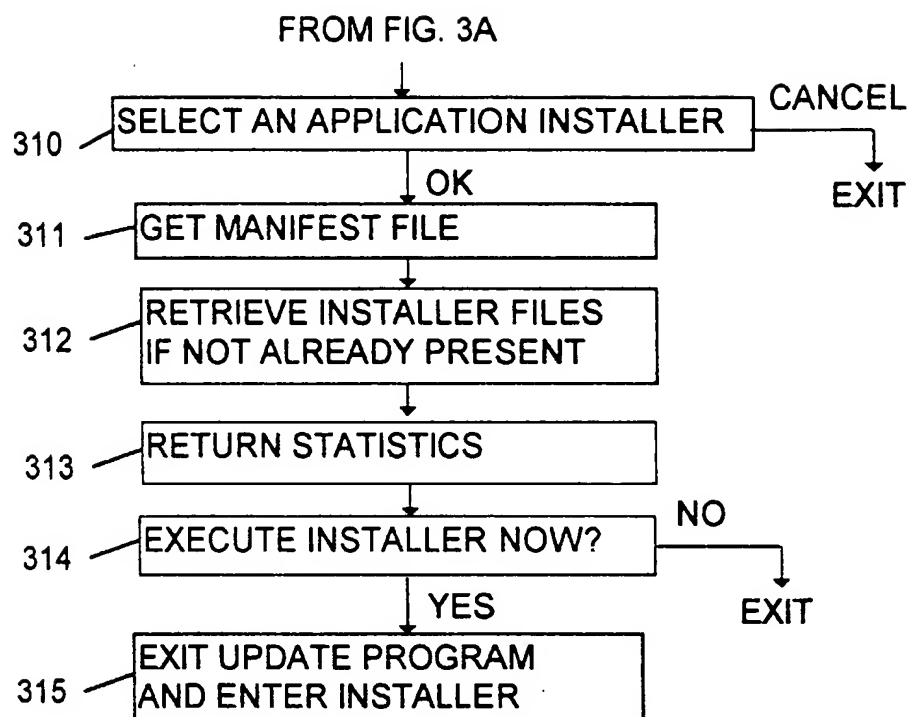 FROM FIG. 3A
310
SELECT AN APPLICATION INSTALLER
CANCEL
EXIT
OK
311
GET MANIFEST FILE
312
RETRIEVE INSTALLER FILES
IF NOT ALREADY PRESENT
313
RETURN STATISTICS
314
EXECUTE INSTALLER NOW?
NO
EXIT
YES
315
EXIT UPDATE PROGRAM
AND ENTER INSTALLER